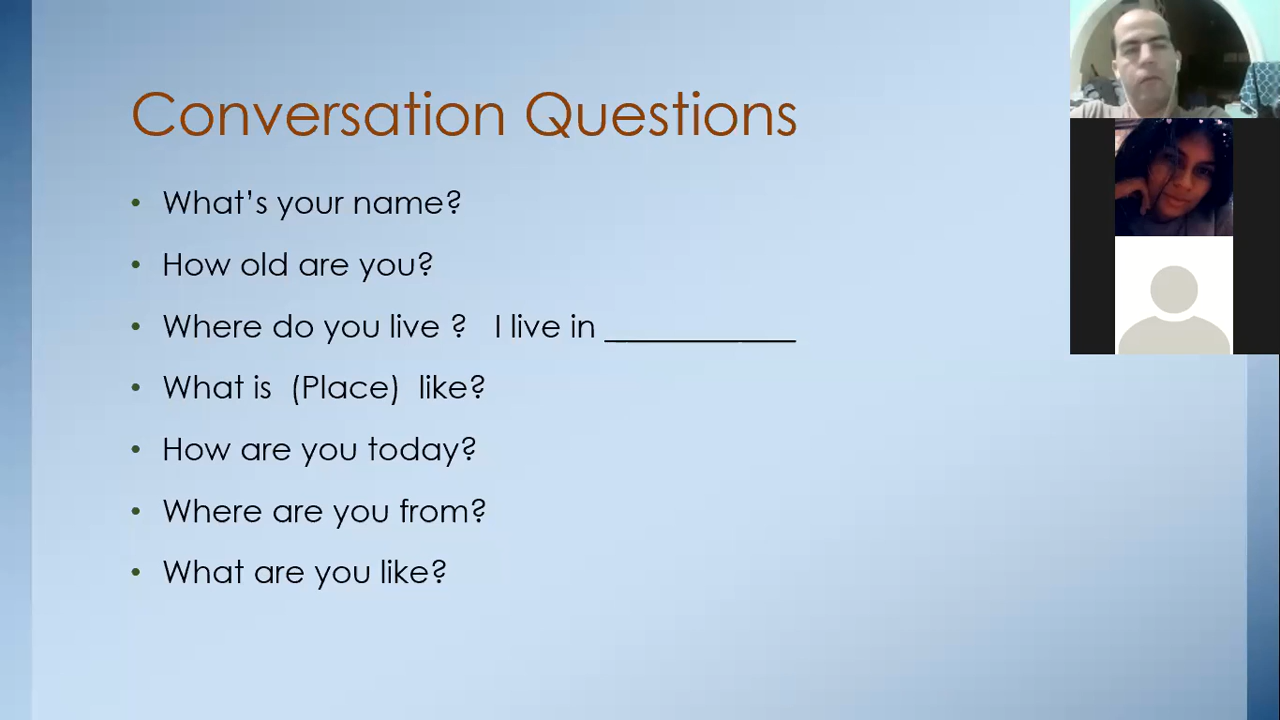 Conversation Questions
• What's your name?
• How old are you?
• Where do you live ? I live in ____________
• What is (Place) like?
• How are you today?
• Where are you from?
• What are you like?